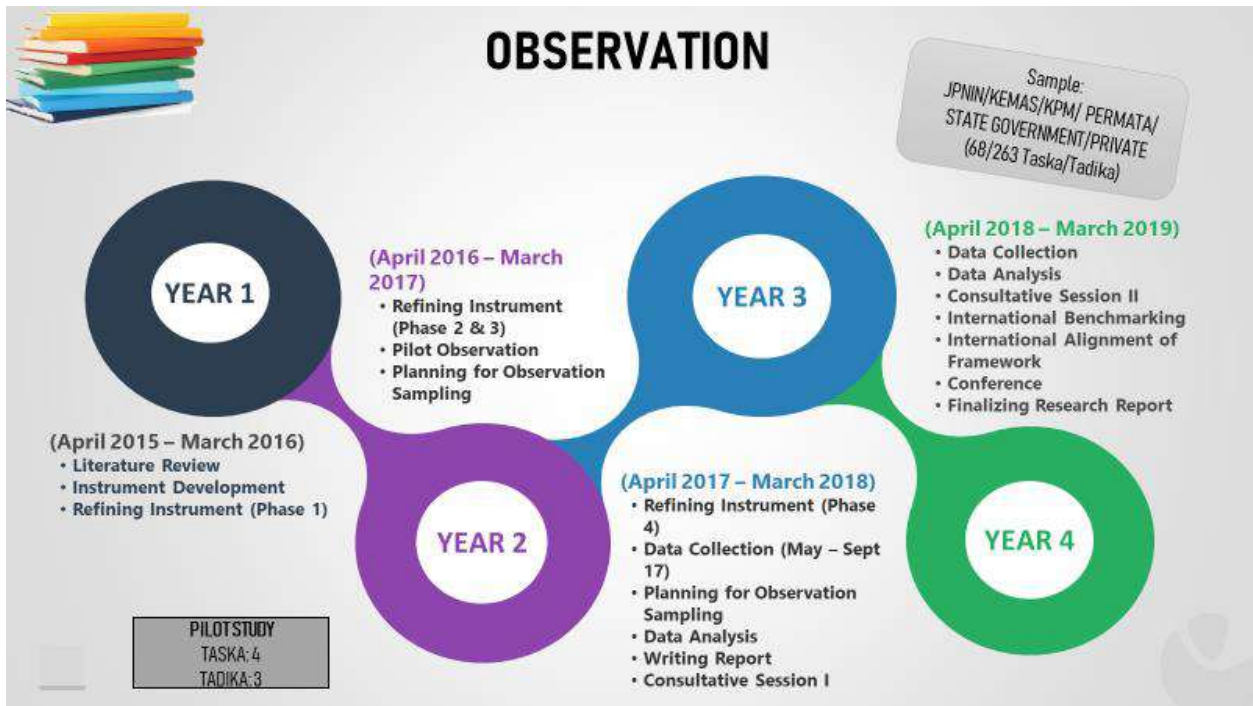 OBSERVATION
Sample:
JPNIN/KEMAS/KPM/ PERMATA/
STATE GOVERNMENT/PRIVATE
(68/263 Taska/Tadika)
YEAR 1
(April 2015 – March 2016)
• Literature Review
• Instrument Development
• Refining Instrument (Phase 1)
(April 2016 – March
2017)
• Refining Instrument
(Phase 2 & 3)
• Pilot Observation
• Planning for Observation
Sampling
YEAR 2
YEAR 3
(April 2017 – March 2018)
• Refining Instrument (Phase
4)
• Data Collection (May – Sept
17)
• Planning for Observation
Sampling
• Data Analysis
• Writing Report
• Consultative Session I
(April 2018 – March 2019)
• Data Collection
• Data Analysis
• Consultative Session II
• International Benchmarking
• International Alignment of
Framework
• Conference
• Finalizing Research Report
YEAR 4
PILOT STUDY
TASKA: 4
TADIKA: 3